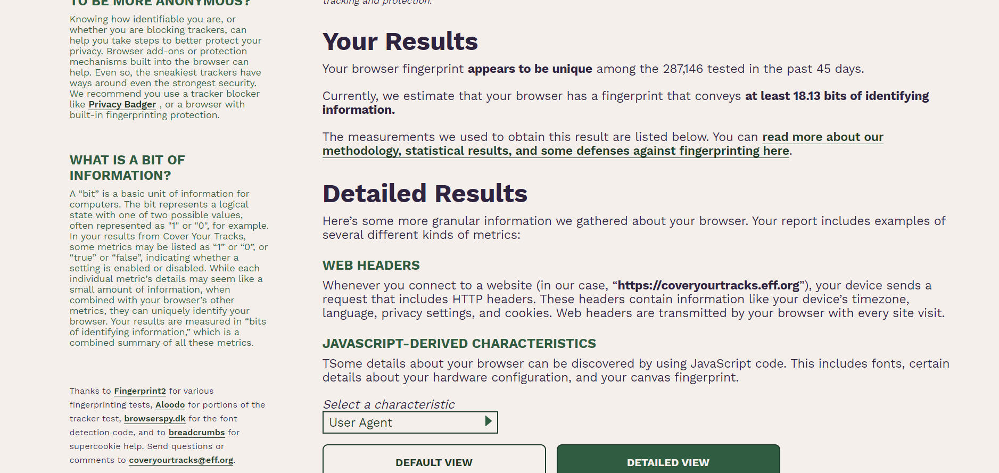 TO BE MORE ANONYMOUS?
Knowing how identifiable you are, or
whether you are blocking trackers, can
help you take steps to better protect your
privacy. Browser add-ons or protection
mechanisms built into the browser can
help. Even so, the sneakiest trackers have
ways around even the strongest security.
We recommend you use a tracker blocker
like Privacy Badger , or a browser with
built-in fingerprinting protection.
WHAT IS A BIT OF
INFORMATION?
A “bit” is a basic unit of information for
computers. The bit represents a logical
state with one of two possible values,
often represented as "1" or "0", for example.
In your results from Cover Your Tracks,
some metrics may be listed as “1” or “0”, or
“true” or “false”, indicating whether a
setting is enabled or disabled. While each
individual metric’s details may seem like a
small amount of information, when
combined with your browser’s other
metrics, they can uniquely identify your
browser. Your results are measured in “bits
of identifying information,” which is a
combined summary of all these metrics.
Thanks to Fingerprint2 for various
fingerprinting tests, Aloodo for portions of the
tracker test, browserspy.dk for the font
detection code, and to breadcrumbs for
supercookie help. Send questions or
comments to coveryourtracks@eff.org.
tracking and protection.
Your Results
Your browser fingerprint appears to be unique among the 287,146 tested in the past 45 days.
Currently, we estimate that your browser has a fingerprint that conveys at least 18.13 bits of identifying
information.
The measurements we used to obtain this result are listed below. You can read more about our
methodology, statistical results, and some defenses against fingerprinting here.
Detailed Results
Here’s some more granular information we gathered about your browser. Your report includes examples of
several different kinds of metrics:
WEB HEADERS
Whenever you connect to a website (in our case, “https://coveryourtracks.eff.org”), your device sends a
request that includes HTTP headers. These headers contain information like your device’s timezone,
language, privacy settings, and cookies. Web headers are transmitted by your browser with every site visit.
JAVASCRIPT-DERIVED CHARACTERISTICS
TSome details about your browser can be discovered by using JavaScript code. This includes fonts, certain
details about your hardware configuration, and your canvas fingerprint.
Select a characteristic
User Agent
DEFAULT VIEW
DETAILED VIEW